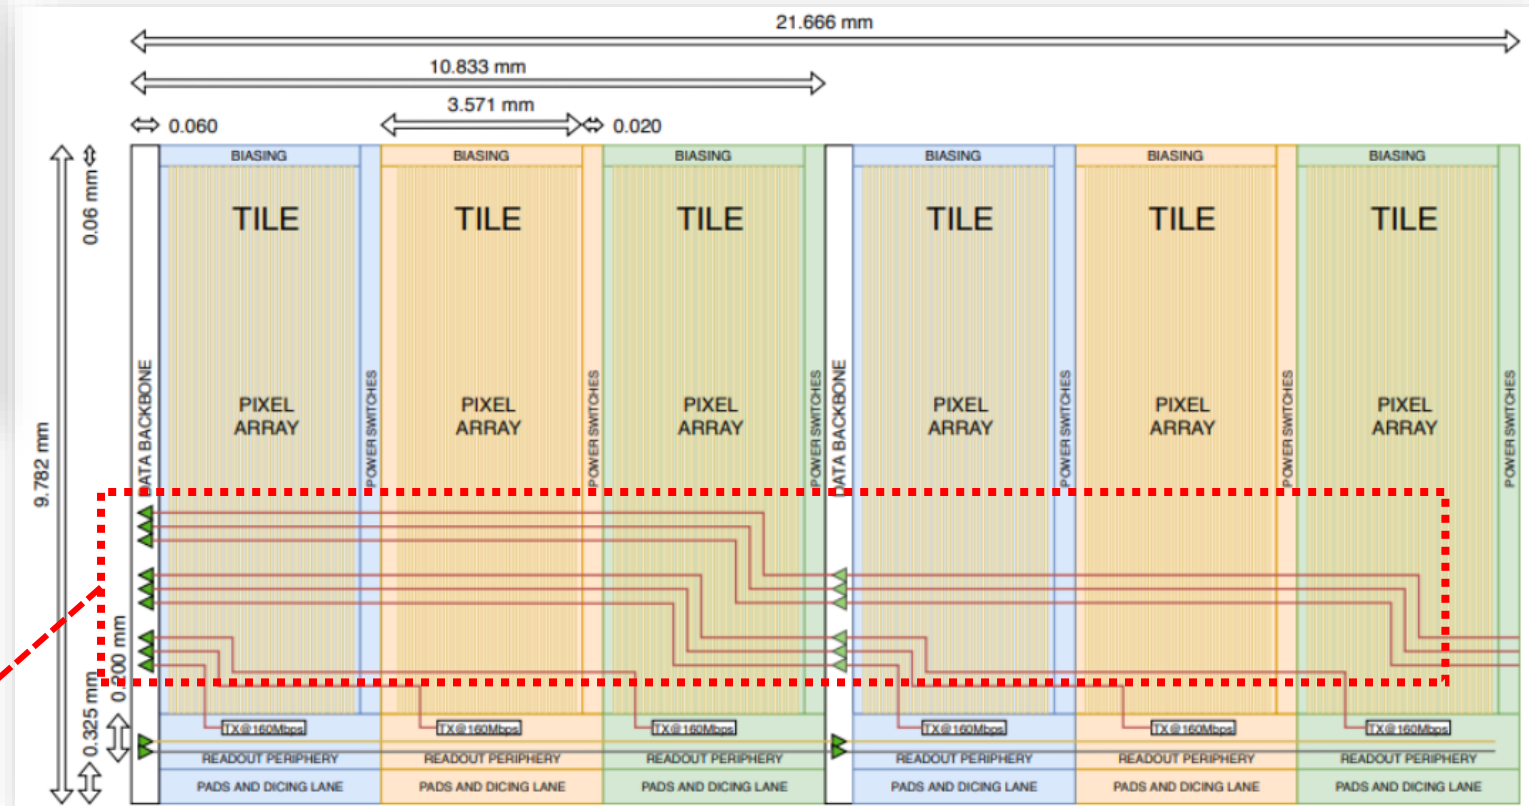 21.666 mm
10.833 mm
3.571 mm
0.060
0.020
BIASING
BIASING
BIASING
BIASING
BIASING
BIASING
0.06 mm
TILE
TILE
TILE
TILE
TILE
TILE
DATA BACKBONE
PIXEL
ARRAY
POWER SWITCHES
PIXEL
ARRAY
POWER SWITCHES
PIXEL
ARRAY
POWER SWITCHES
DATA BACKBONE
PIXEL
ARRAY
POWER SWITCHES
PIXEL
ARRAY
POWER SWITCHES
PIXEL
ARRAY
POWER SWITCHES
9.782 mm
0.200 mm
0.325 mm
TX@160Mbps
TX@160Mbps
TX@160Mbps
TX@160Mbps
TX@160Mbps
TX@160Mbps
READOUT PERIPHERY
READOUT PERIPHERY
READOUT PERIPHERY
READOUT PERIPHERY
READOUT PERIPHERY
READOUT PERIPHERY
PADS AND DICING LANE
PADS AND DICING LANE
PADS AND DICING LANE
PADS AND DICING LANE
PADS AND DICING LANE
PADS AND DICING LANE